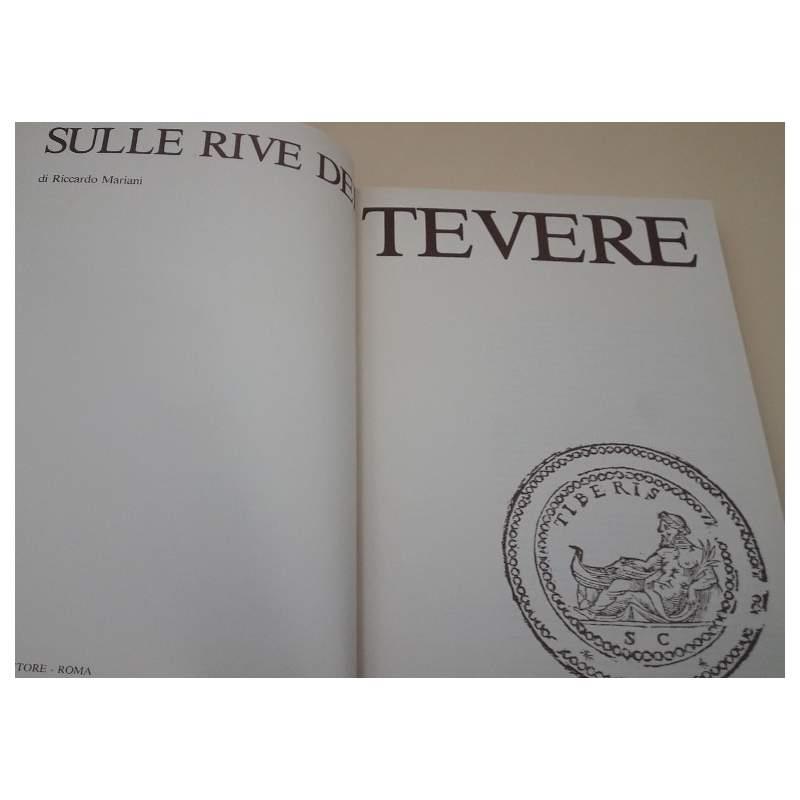 SULLE RIVE DEL
TEVERE
di Riccardo Mariani
TIBERIS
S C
TORE - ROMA